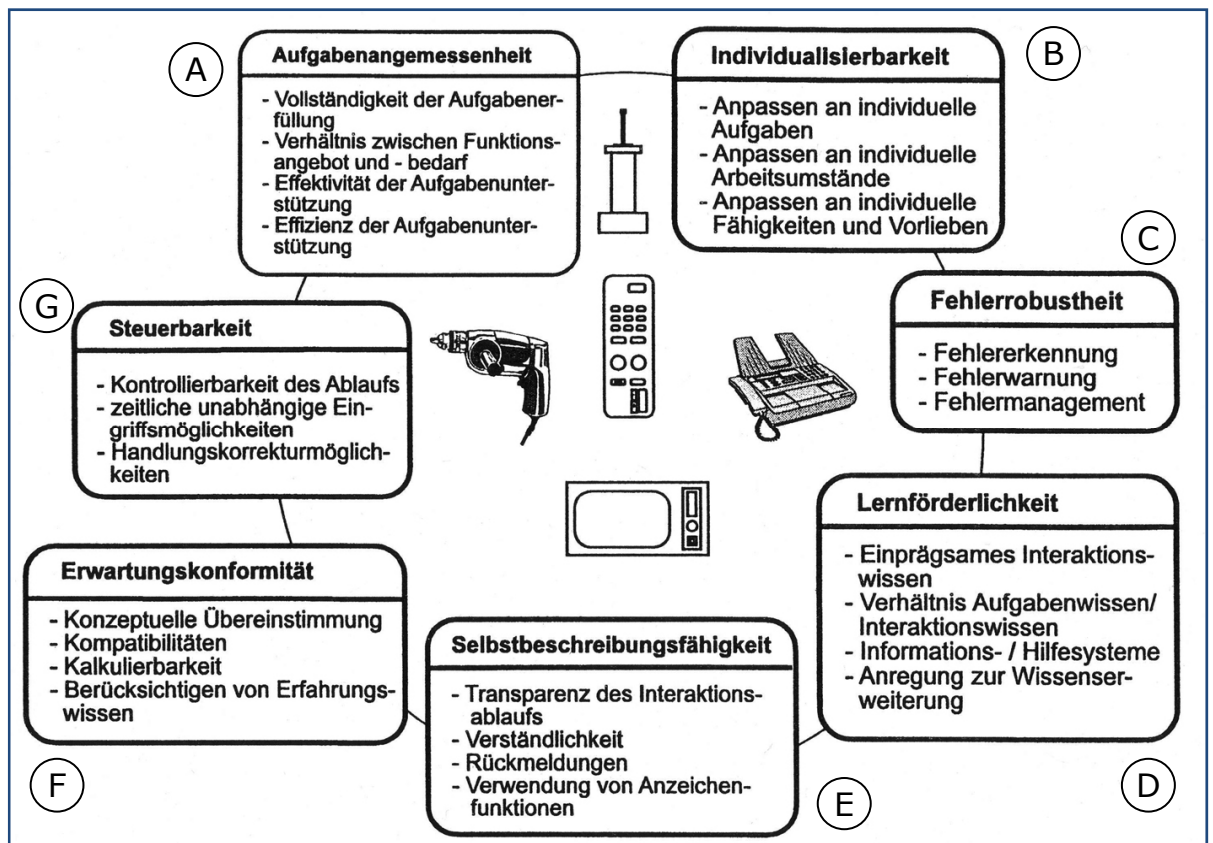 A
Aufgabenangemessenheit
- Vollständigkeit der Aufgabener-
füllung
- Verhältnis zwischen Funktions-
angebot und - bedarf
- Effektivität der Aufgabenunter-
stützung
- Effizienz der Aufgabenunter-
stützung
B
Individualisierbarkeit
- Anpassen an individuelle
Aufgaben
- Anpassen an individuelle
Arbeitsumstände
- Anpassen an individuelle
Fähigkeiten und Vorlieben
C
Fehlerrobustheit
- Fehlererkennung
- Fehlerwarnung
- Fehlermanagement
D
Lernförderlichkeit
- Einprägsames Interaktions-
wissen
- Verhältnis Aufgabenwissen/
Interaktionswissen
- Informations- / Hilfesysteme
- Anregung zur Wissenser-
weiterung
E
Selbstbeschreibungsfähigkeit
- Transparenz des Interaktions-
ablaufs
- Verständlichkeit
- Rückmeldungen
- Verwendung von Anzeichen-
funktionen
F
Erwartungskonformität
- Konzeptuelle Übereinstimmung
- Kompatibilitäten
- Kalkulierbarkeit
- Berücksichtigen von Erfahrungs-
wissen
G
Steuerbarkeit
- Kontrollierbarkeit des Ablaufs
- zeitliche unabhängige Ein-
griffsmöglichkeiten
- Handlungskorrekturmöglich-
keiten